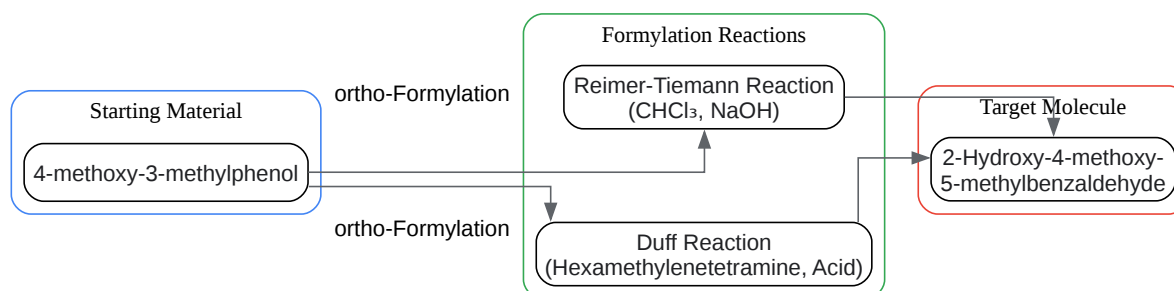 Formylation Reactions
ortho-Formylation
Reimer-Tiemann Reaction
(CHCl₃, NaOH)
Starting Material
Target Molecule
4-methoxy-3-methylphenol
2-Hydroxy-4-methoxy-
5-methylbenzaldehyde
ortho-Formylation
Duff Reaction
(Hexamethylenetetramine, Acid)